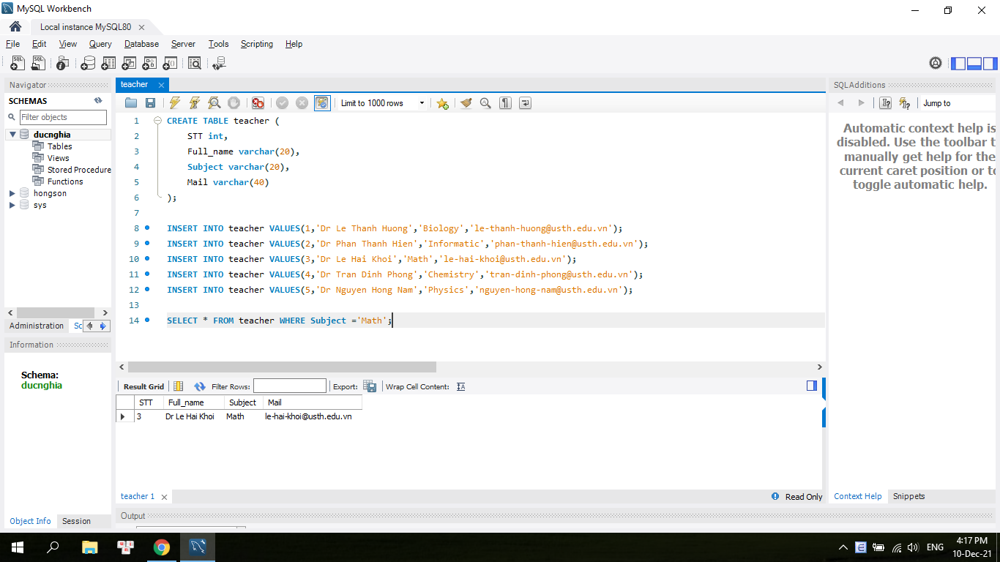 MySQL Workbench
Local instance MySQL80
File Edit View Query Database Server Tools Scripting Help
Navigator
SCHEMAS
Filter objects
ducnghia
Tables
Views
Stored Procedure
Functions
hongson
sys
Administration Sc
Information
Schema:
ducnghia
Object Info Session
teacher
Limit to 1000 rows
1 CREATE TABLE teacher (
2 STT int,
3 Full_name varchar(20),
4 Subject varchar(20),
5 Mail varchar(40)
6 );
7
8 INSERT INTO teacher VALUES(1,'Dr Le Thanh Huong','Biology','le-thanh-huong@usth.edu.vn');
9 INSERT INTO teacher VALUES(2,'Dr Phan Thanh Hien','Informatic','phan-thanh-hien@usth.edu.vn');
10 INSERT INTO teacher VALUES(3,'Dr Le Hai Khoi','Math','le-hai-khoi@usth.edu.vn');
11 INSERT INTO teacher VALUES(4,'Dr Tran Dinh Phong','Chemistry','tran-dinh-phong@usth.edu.vn');
12 INSERT INTO teacher VALUES(5,'Dr Nguyen Hong Nam','Physics','nguyen-hong-nam@usth.edu.vn');
13
14 SELECT * FROM teacher WHERE Subject ='Math';
Result Grid Filter Rows: Export: Wrap Cell Content:
STT Full_name Subject Mail
3 Dr Le Hai Khoi Math le-hai-khoi@usth.edu.vn
teacher 1
Read Only
Output
SQLAdditions
Jump to
Automatic context help is
disabled. Use the toolbar t
manually get help for the
current caret position or to
toggle automatic help.
Context Help Snippets
ENG
4:17 PM
10-Dec-21